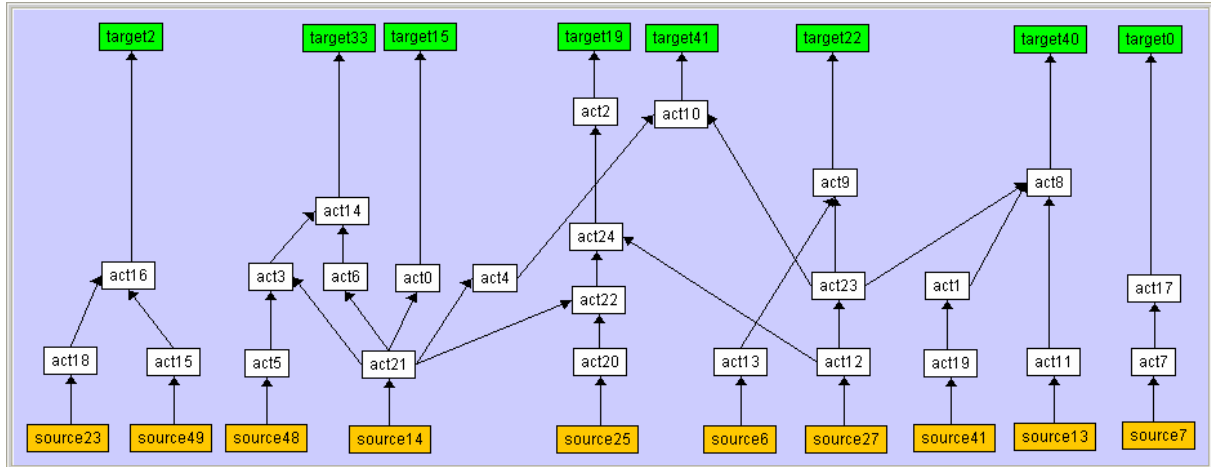 target2
target33
target15
target19
target41
target22
target40
target0
act2
act10
act9
act8
act14
act24
act16
act3
act6
act0
act4
act22
act23
act1
act17
act18
act15
act5
act21
act20
act13
act12
act19
act11
act7
source23
source49
source48
source14
source25
source6
source27
source41
source13
source7